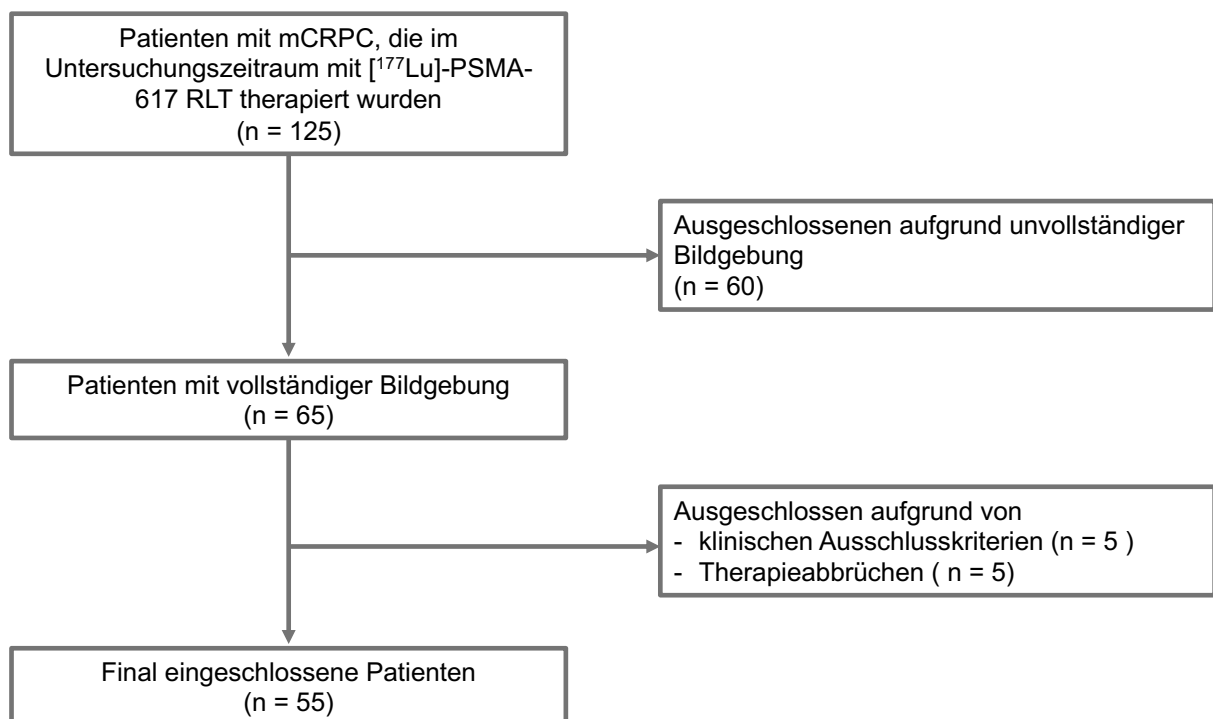 Patienten mit mCRPC, die im
Untersuchungszeitraum mit [¹⁷⁷Lu]-PSMA-
617 RLT therapiert wurden
(n = 125)
Ausgeschlossenen aufgrund unvollständiger
Bildgebung
(n = 60)
Patienten mit vollständiger Bildgebung
(n = 65)
Ausgeschlossen aufgrund von
- klinischen Ausschlusskriterien (n = 5 )
- Therapieabbrüchen ( n = 5)
Final eingeschlossene Patienten
(n = 55)